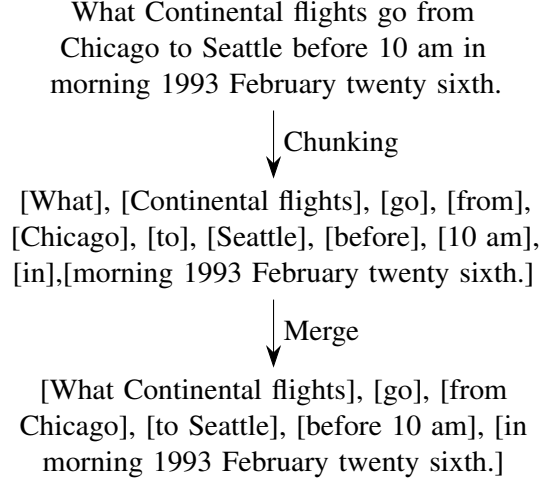 What Continental flights go from
Chicago to Seattle before 10 am in
morning 1993 February twenty sixth.
Chunking
[What], [Continental flights], [go], [from],
[Chicago], [to], [Seattle], [before], [10 am],
[in],[morning 1993 February twenty sixth.]
Merge
[What Continental flights], [go], [from
Chicago], [to Seattle], [before 10 am], [in
morning 1993 February twenty sixth.]